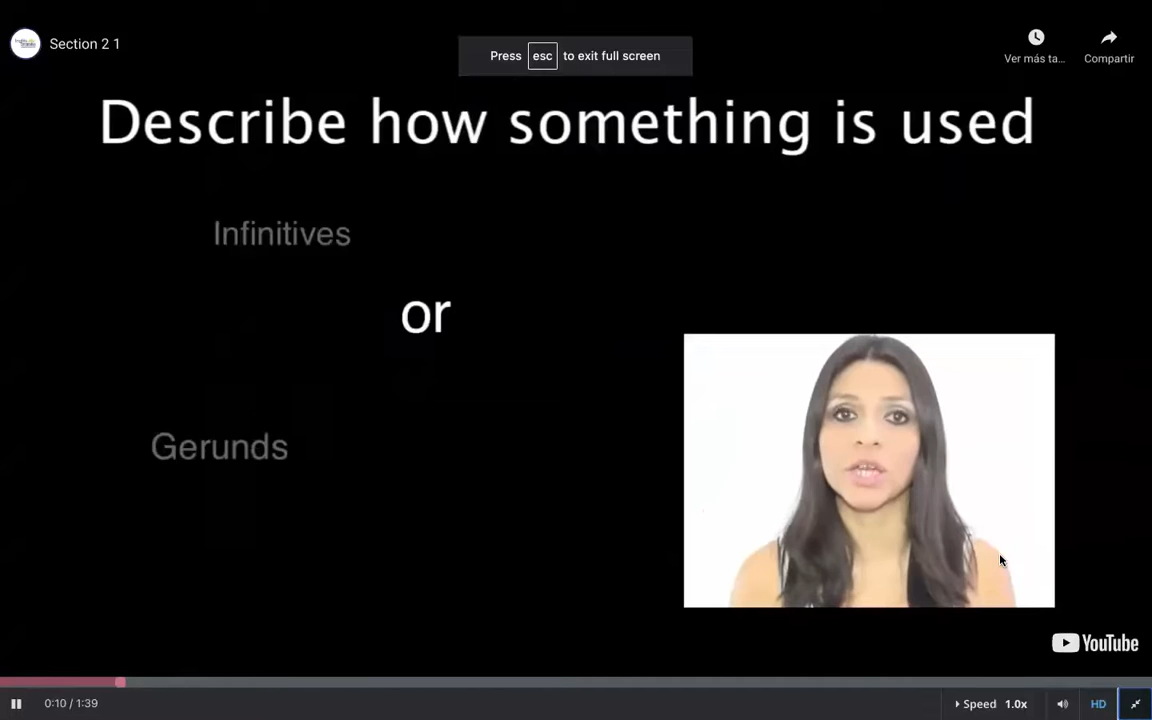 Section 2 1
Press esc to exit full screen
Ver más ta...
Compartir
Describe how something is used
Infinitives
or
Gerunds
YouTube
0:10 / 1:39
Speed 1.0x
HD